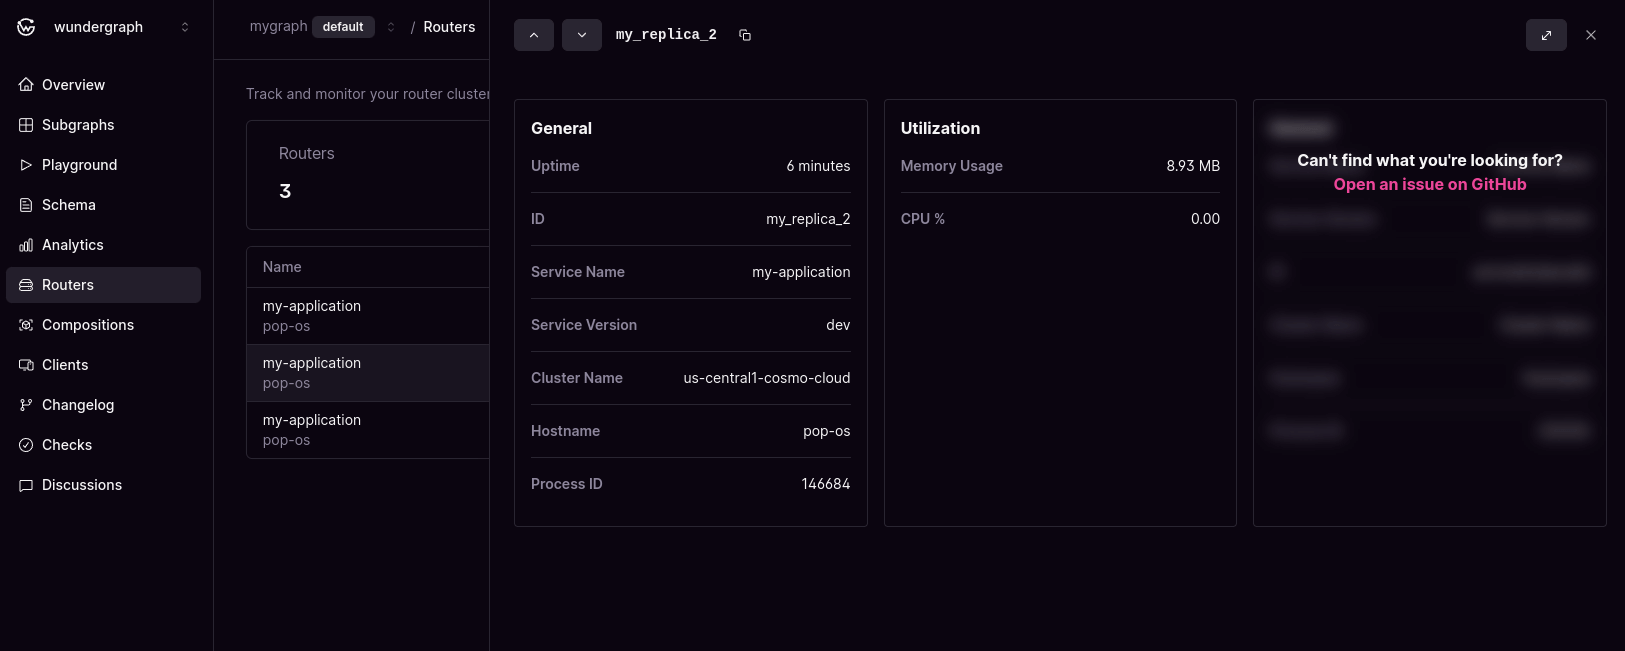 wundergraph
Overview
Subgraphs
Playground
Schema
Analytics
Routers
Compositions
Clients
Changelog
Checks
Discussions
mygraph default / Routers
Track and monitor your router cluster
Routers
3
Name
my-application
pop-os
my-application
pop-os
my-application
pop-os
my_replica_2
General
Uptime 6 minutes
ID my_replica_2
Service Name my-application
Service Version dev
Cluster Name us-central1-cosmo-cloud
Hostname pop-os
Process ID 146684
Utilization
Memory Usage 8.93 MB
CPU % 0.00
Can't find what you're looking for?
Open an issue on GitHub